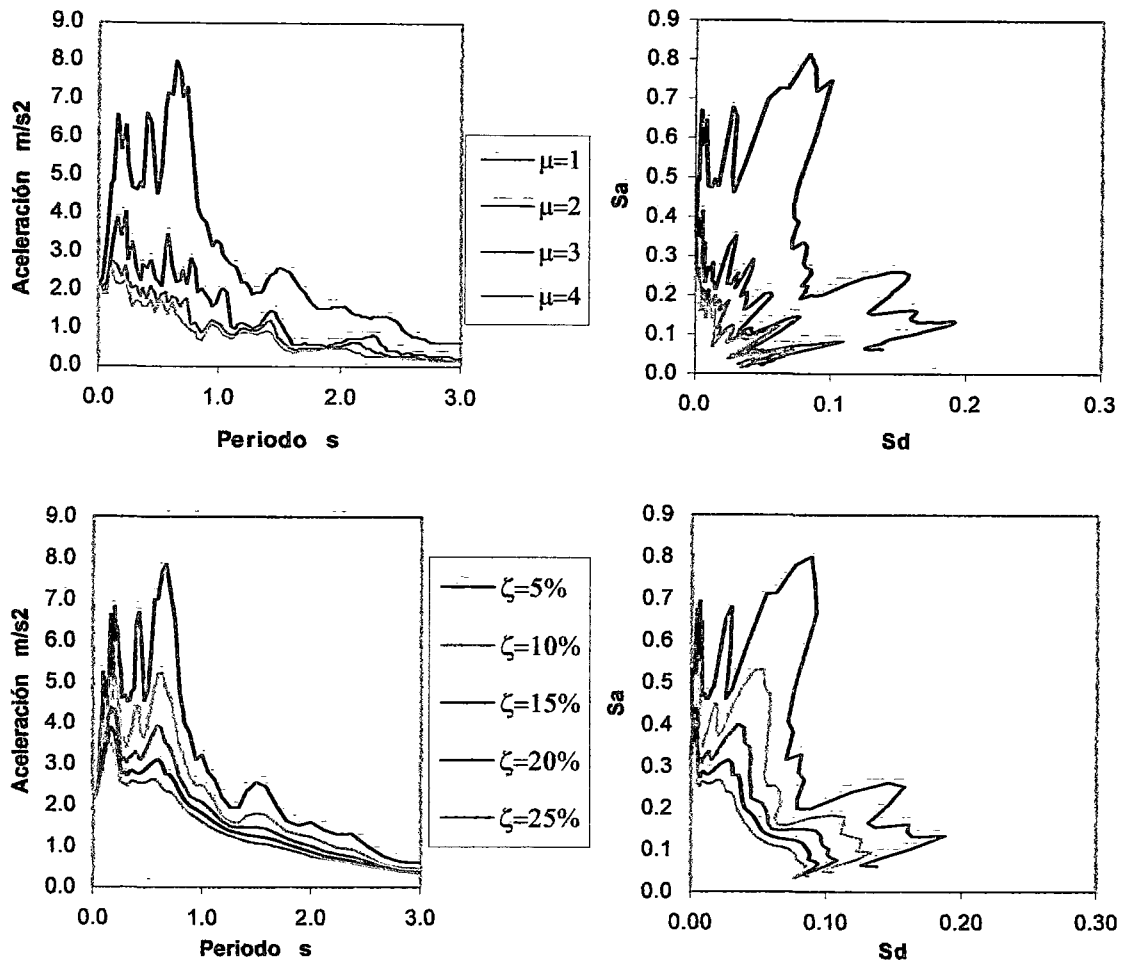 Aceleración m/s2
9.0
8.0
7.0
6.0
5.0
4.0
3.0
2.0
1.0
0.0
0.0 1.0 2.0 3.0
Periodo s
μ=1
μ=2
μ=3
μ=4
Sa
0.9
0.8
0.7
0.6
0.5
0.4
0.3
0.2
0.1
0.0
0.0 0.1 0.2 0.3
Sd
Aceleración m/s2
9.0
8.0
7.0
6.0
5.0
4.0
3.0
2.0
1.0
0.0
0.0 1.0 2.0 3.0
Periodo s
ζ=5%
ζ=10%
ζ=15%
ζ=20%
ζ=25%
Sa
0.9
0.8
0.7
0.6
0.5
0.4
0.3
0.2
0.1
0.0
0.00 0.10 0.20 0.30
Sd